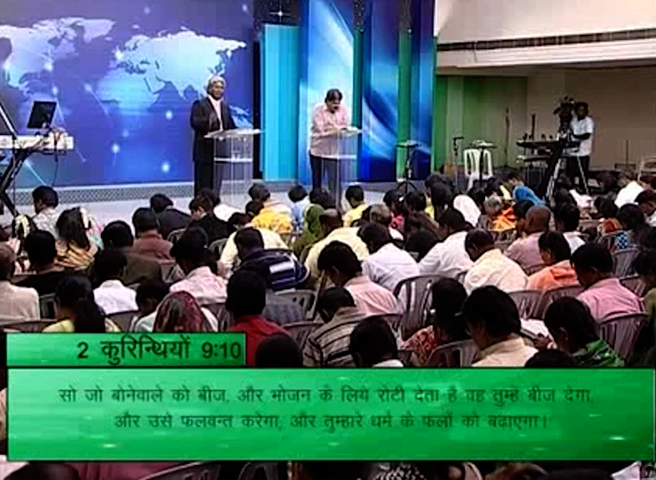 2 कुरिन्थियों 9:10
सो जो बोनेवाले को बीज, और भोजन के लिये रोटी देता है वह तुम्हें बीज देगा,
और उसे फलवन्त करेगा; और तुम्हारे धर्म के फलों को बढ़ाएगा।